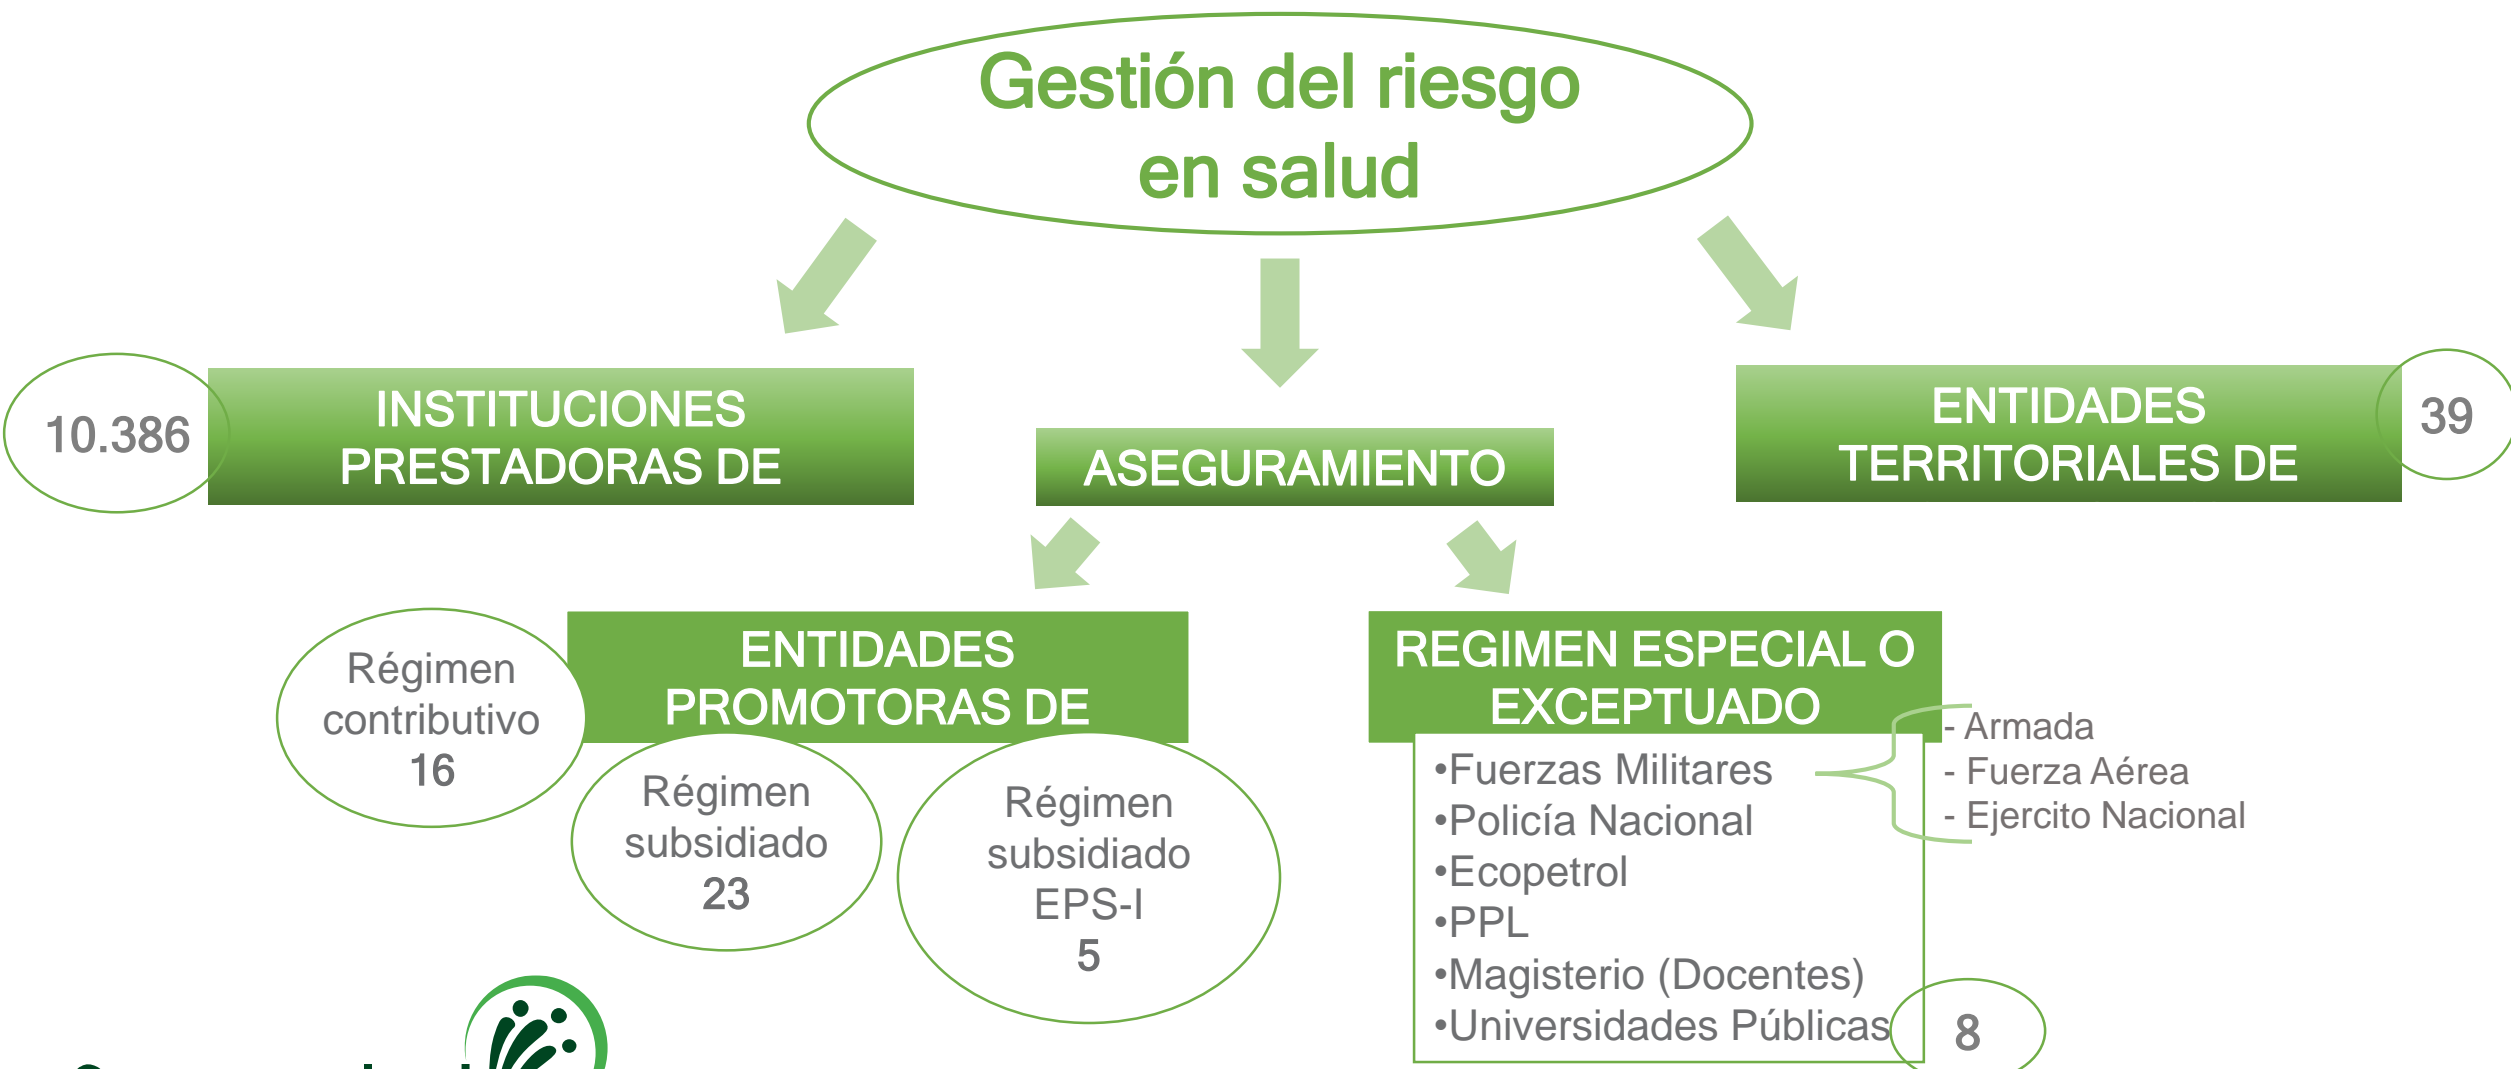 Gestión del riesgo
en salud
10.386
INSTITUCIONES
PRESTADORAS DE
ASEGURAMIENTO
ENTIDADES
TERRITORIALES DE
39
Régimen
contributivo
16
ENTIDADES
PROMOTORAS DE
Régimen
subsidiado
23
Régimen
subsidiado
EPS-I
5
REGIMEN ESPECIAL O
EXCEPTUADO
•Fuerzas Militares
•Policía Nacional
•Ecopetrol
•PPL
•Magisterio (Docentes)
•Universidades Públicas
- Armada
- Fuerza Aérea
- Ejercito Nacional
8